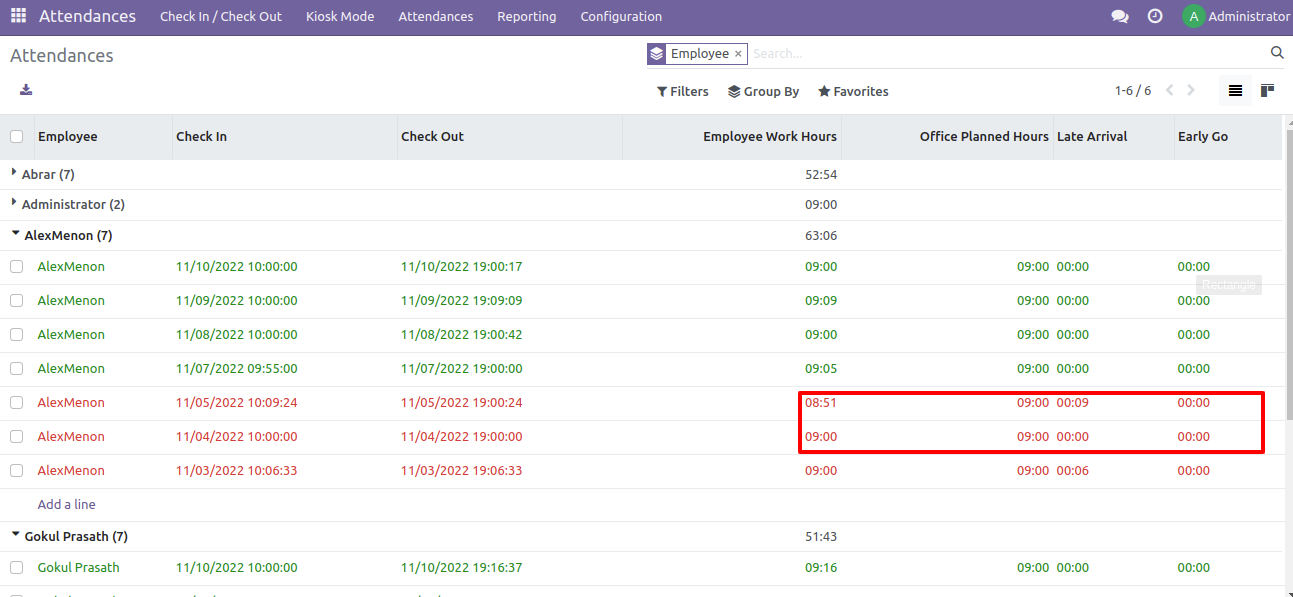 Attendances Check In / Check Out Kiosk Mode Attendances Reporting Configuration A Administrator
Attendances Employee × Search...
Filters Group By Favorites 1-6 / 6
Employee Check In Check Out Employee Work Hours Office Planned Hours Late Arrival Early Go
Abrar (7) 52:54
Administrator (2) 09:00
AlexMenon (7) 63:06
AlexMenon 11/10/2022 10:00:00 11/10/2022 19:00:17 09:00 09:00 00:00 00:00
Rectangle
AlexMenon 11/09/2022 10:00:00 11/09/2022 19:09:09 09:09 09:00 00:00 00:00
AlexMenon 11/08/2022 10:00:00 11/08/2022 19:00:42 09:00 09:00 00:00 00:00
AlexMenon 11/07/2022 09:55:00 11/07/2022 19:00:00 09:05 09:00 00:00 00:00
AlexMenon 11/05/2022 10:09:24 11/05/2022 19:00:24 08:51 09:00 00:09 00:00
AlexMenon 11/04/2022 10:00:00 11/04/2022 19:00:00 09:00 09:00 00:00 00:00
AlexMenon 11/03/2022 10:06:33 11/03/2022 19:06:33 09:00 09:00 00:06 00:00
Add a line
Gokul Prasath (7) 51:43
Gokul Prasath 11/10/2022 10:00:00 11/10/2022 19:16:37 09:16 09:00 00:00 00:00